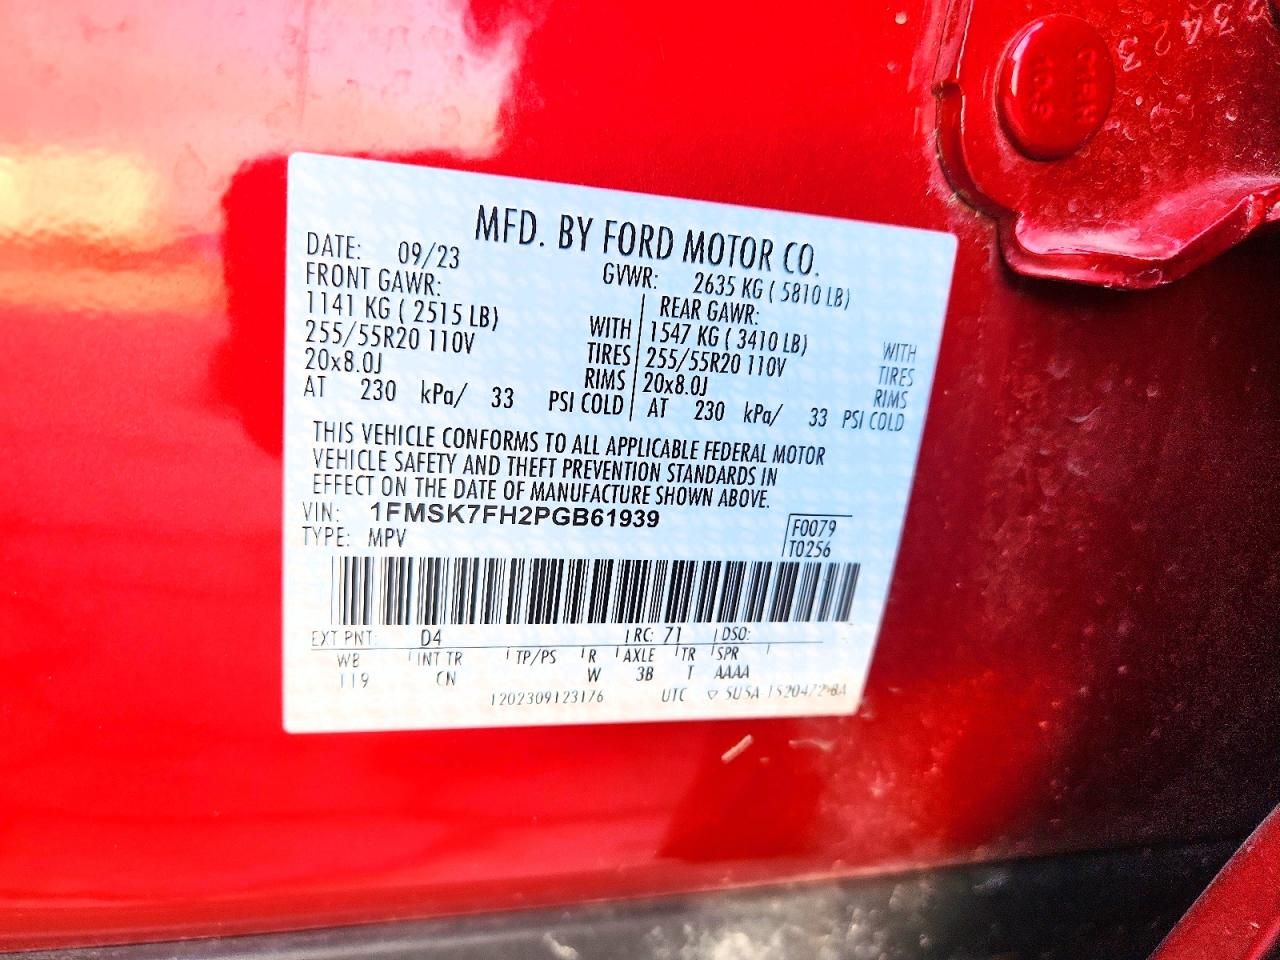 MFD. BY FORD MOTOR CO.
DATE: 09/23 GVWR: 2635 KG ( 5810 LB)
FRONT GAWR: REAR GAWR:
1141 KG ( 2515 LB) WITH 1547 KG ( 3410 LB) WITH
255/55R20 110V TIRES 255/55R20 110V TIRES
20x8.0J RIMS 20x8.0J RIMS
AT 230 kPa/ 33 PSI COLD AT 230 kPa/ 33 PSI COLD
THIS VEHICLE CONFORMS TO ALL APPLICABLE FEDERAL MOTOR
VEHICLE SAFETY AND THEFT PREVENTION STANDARDS IN
EFFECT ON THE DATE OF MANUFACTURE SHOWN ABOVE.
VIN: 1FMSK7FH2PGB61939
TYPE: MPV
F0079
T0256
EXT PNT: D4 RC: 71 DSO:
WB INT TR TP/PS R AXLE TR SPR
119 CN W 3B T AAAA
1202309123176 UTC